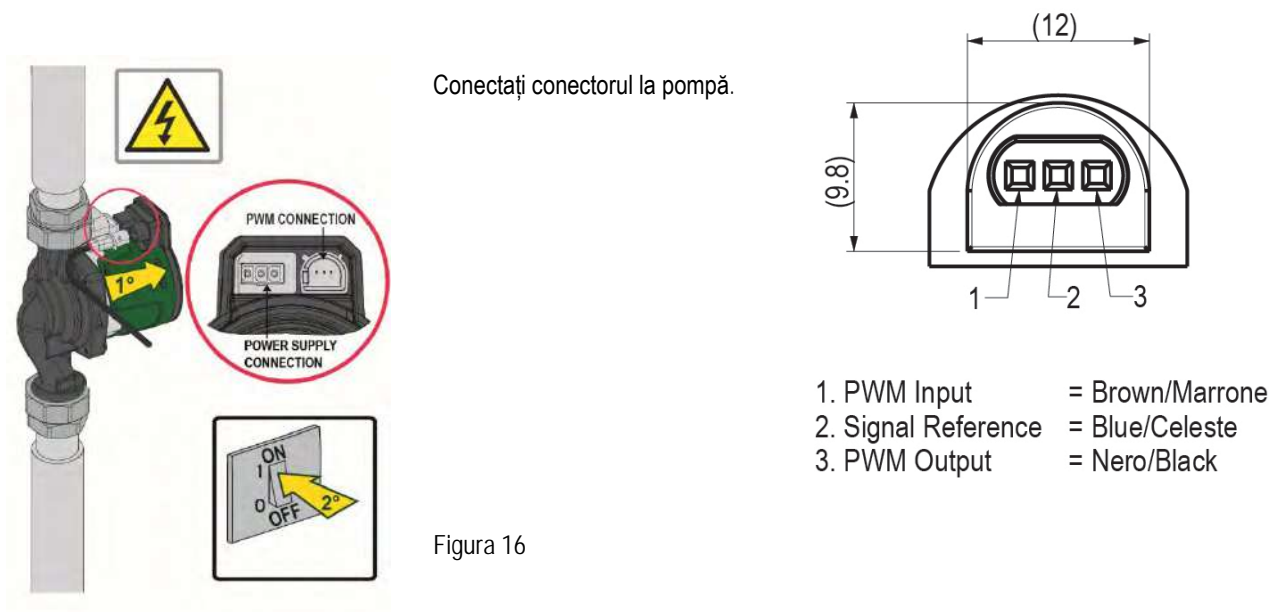 PWM CONNECTION
1°
POWER SUPPLY
CONNECTION
ON
1
0
OFF
2°
Conectați conectorul la pompă.
Figura 16
(12)
(9.8)
1
2
3
1. PWM Input = Brown/Marrone
2. Signal Reference = Blue/Celeste
3. PWM Output = Nero/Black